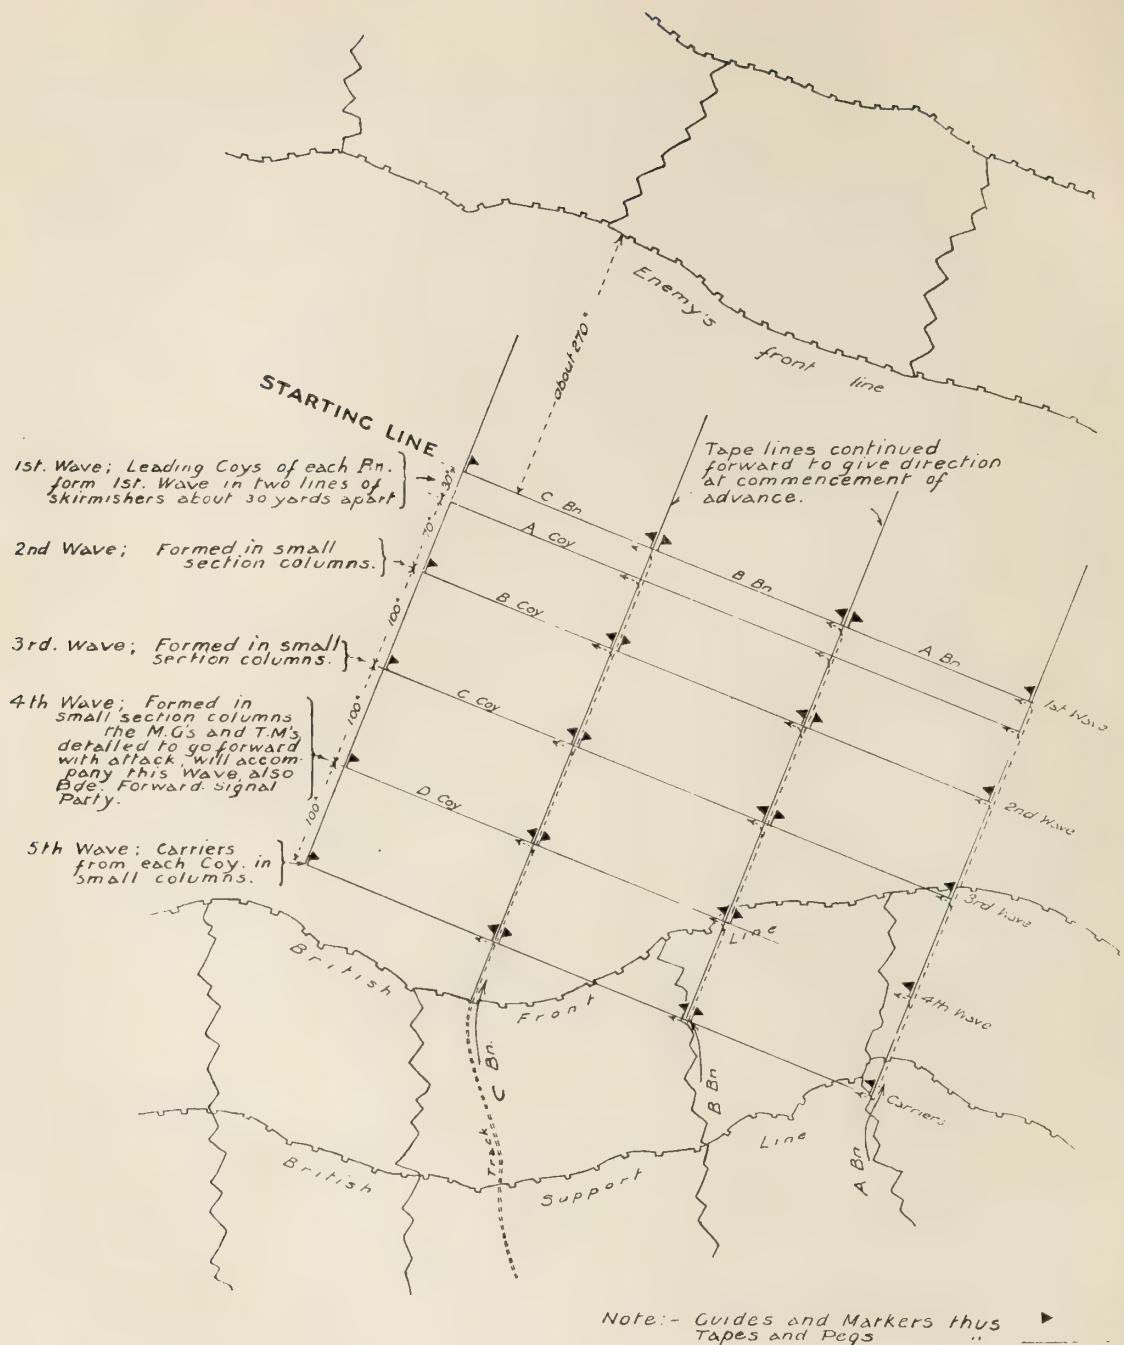 Enemy's front line
about 270ˣ
STARTING LINE
1st. Wave; Leading Coys of each Bn.
form 1st. Wave in two lines of
skirmishers about 30 yards apart
30ˣ
Tape lines continued
forward to give direction
at commencement of
advance.
C Bn
A Coy
70ˣ
2nd Wave; Formed in small
section columns.
B Bn
B Coy
100ˣ
A Bn
3rd. Wave; Formed in small
section columns.
1st Wave
C Coy
100ˣ
4th Wave; Formed in
small section columns
the M.G's and T.M's,
detailed to go forward
with attack, will accom-
pany this Wave, also
Bde. Forward Signal
Party.
D Coy
100ˣ
2nd Wave
5th Wave; Carriers
from each Coy. in
small columns.
3rd Wave
British Front Line
4th Wave
C Bn.
B Bn
Carriers
Track
A Bn
British Support Line
Note:- Guides and Markers thus
Tapes and Pegs "